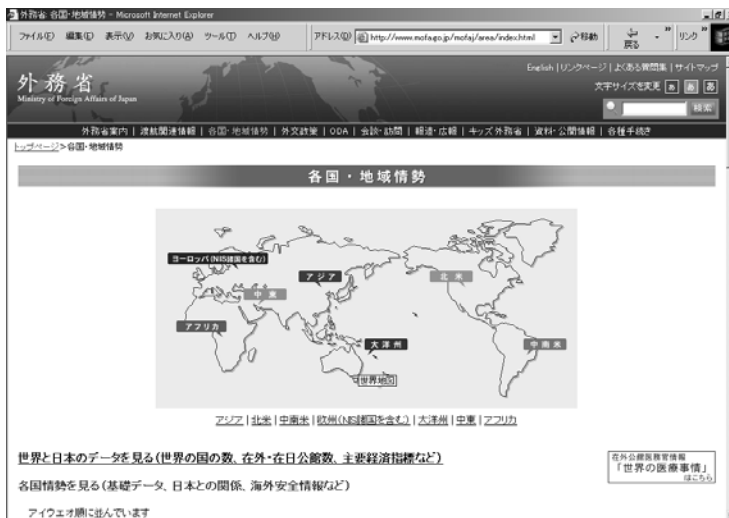 外務省: 各国・地域情勢 - Microsoft Internet Explorer
ファイル(F) 編集(E) 表示(V) お気に入り(A) ツール(T) ヘルプ(H) アドレス(D) http://www.mofa.go.jp/mofaj/area/index.html 移動 戻る リンク
English | リンクページ | よくある質問集 | サイトマップ
外務省
Ministry of Foreign Affairs of Japan
文字サイズを変更 あ あ あ
検索
外務省案内 | 渡航関連情報 | 各国・地域情勢 | 外交政策 | ODA | 会談・訪問 | 報道・広報 | キッズ外務省 | 資料・公開情報 | 各種手続き
トップページ>各国・地域情勢
各国・地域情勢
ヨーロッパ(NIS諸国を含む)
アジア
北米
中東
アフリカ
大洋州
中南米
世界地図
アジア | 北米 | 中南米 | 欧州(NIS諸国を含む) | 大洋州 | 中東 | アフリカ
世界と日本のデータを見る(世界の国の数、在外・在日公館数、主要経済指標など)
在外公館医務官情報
「世界の医療事情」
はこちら
各国情勢を見る(基礎データ、日本との関係、海外安全情報など)
アイウエオ順に並んでいます